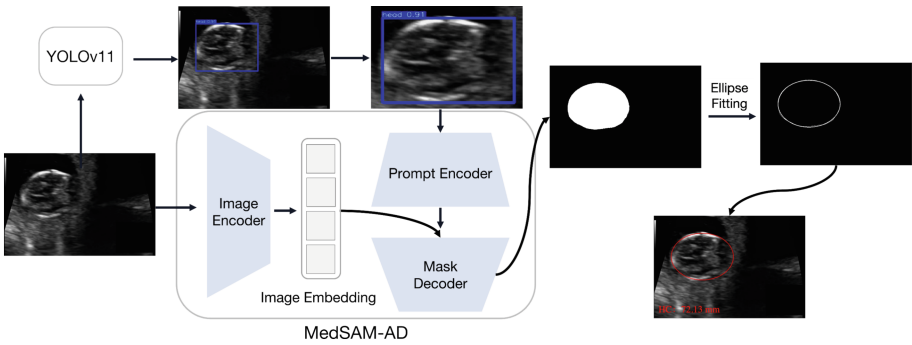 head 0.91
YOLOv11
Ellipse
Fitting
Prompt Encoder
Image
Encoder
Mask
Decoder
Image Embedding
MedSAM-AD